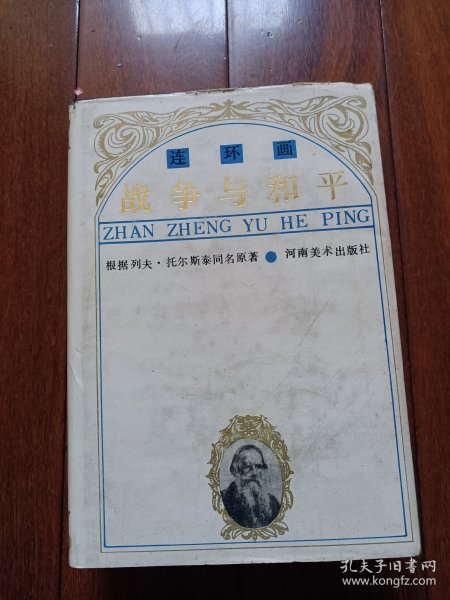 连环画
战争与和平
ZHAN ZHENG YU HE PING
根据列夫·托尔斯泰同名原著 ● 河南美术出版社
孔夫子旧书网
www.kongfz.com